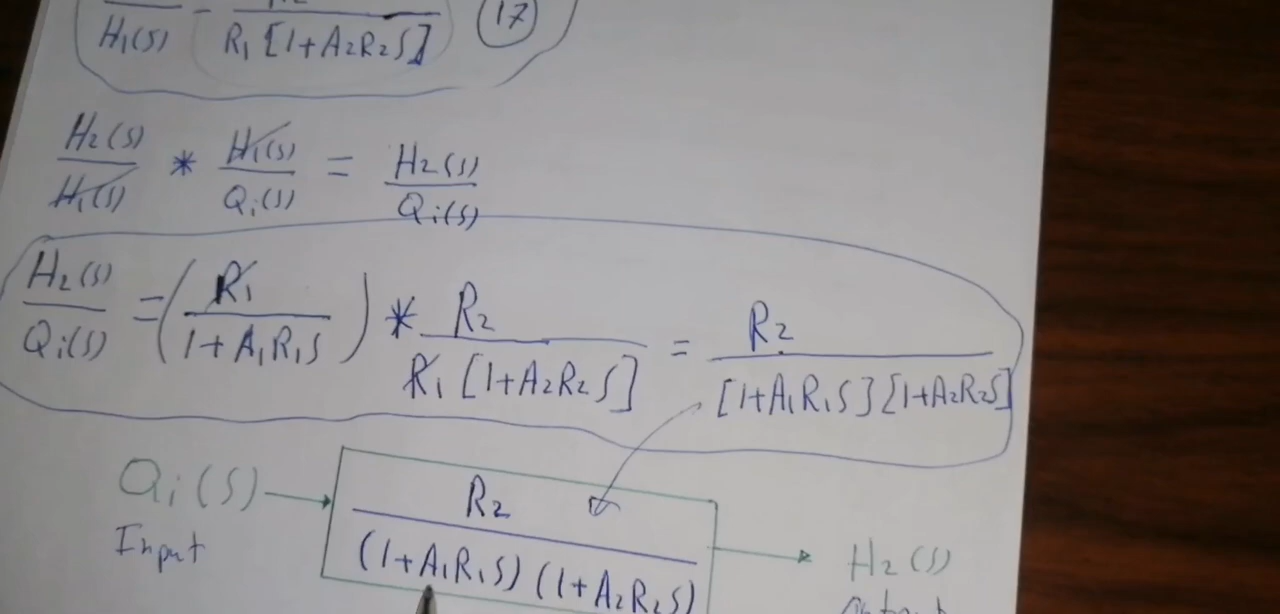 H₁(s) R₁ [1+A₂R₂S] (17)
H₂(s) / H₁(s) * H₁(s) / Qi(s) = H₂(s) / Qi(s)
H₂(s) / Qi(s) = (R₁ / 1+A₁R₁S) * R₂ / R₁ [1+A₂R₂S] = R₂ / [1+A₁R₁S][1+A₂R₂S]
Qi(s) R₂ / (1+A₁R₁S)(1+A₂R₂S) H₂(s)
Input